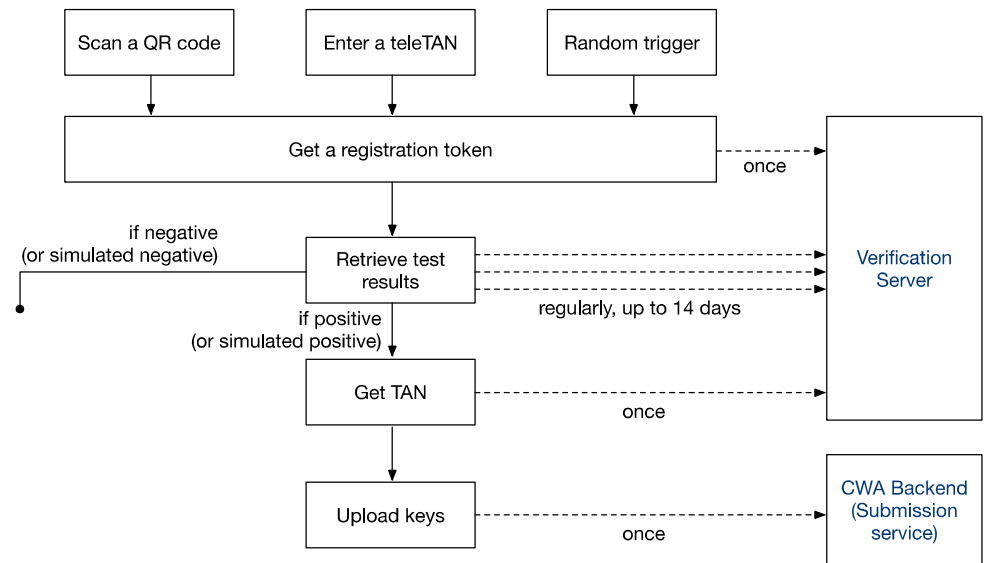 Scan a QR code
Enter a teleTAN
Random trigger
Get a registration token
once
if negative
(or simulated negative)
Retrieve test
results
regularly, up to 14 days
Verification
Server
if positive
(or simulated positive)
Get TAN
once
Upload keys
once
CWA Backend
(Submission
service)